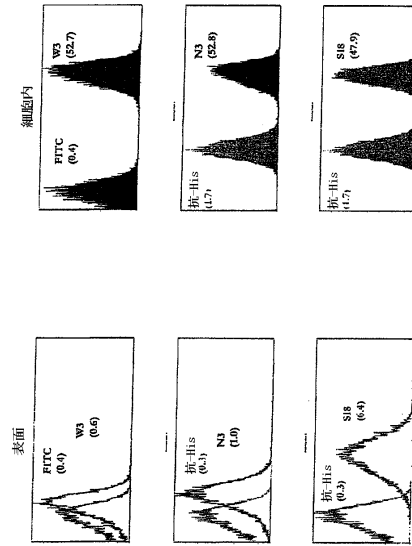 表面
FITC
(0.4)
W3
(0.6)
抗-His
(0.3)
N3
(1.0)
抗-His
(0.3)
Si8
(6.4)
細胞内
FITC
(0.4)
W3
(52.7)
抗-His
(1.7)
N3
(52.8)
抗-His
(1.7)
Si8
(47.9)